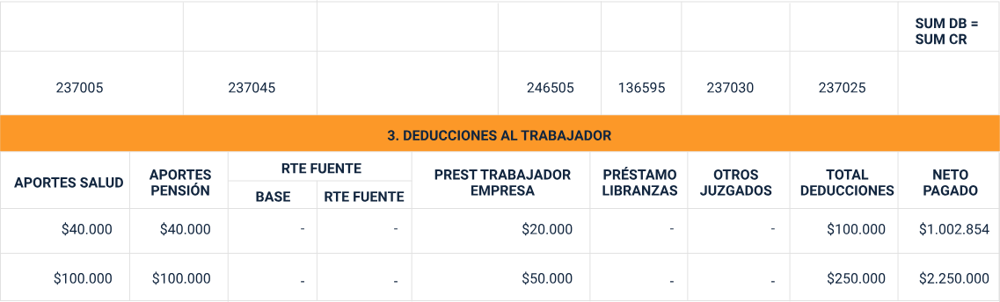 SUM DB =
SUM CR
237005 237045 246505 136595 237030 237025
3. DEDUCCIONES AL TRABAJADOR
APORTES SALUD
APORTES
PENSIÓN
RTE FUENTE
BASE RTE FUENTE
PREST TRABAJADOR
EMPRESA
PRÉSTAMO
LIBRANZAS
OTROS
JUZGADOS
TOTAL
DEDUCCIONES
NETO
PAGADO
$40.000 $40.000 - - $20.000 - - $100.000 $1.002.854
$100.000 $100.000 - - $50.000 - - $250.000 $2.250.000